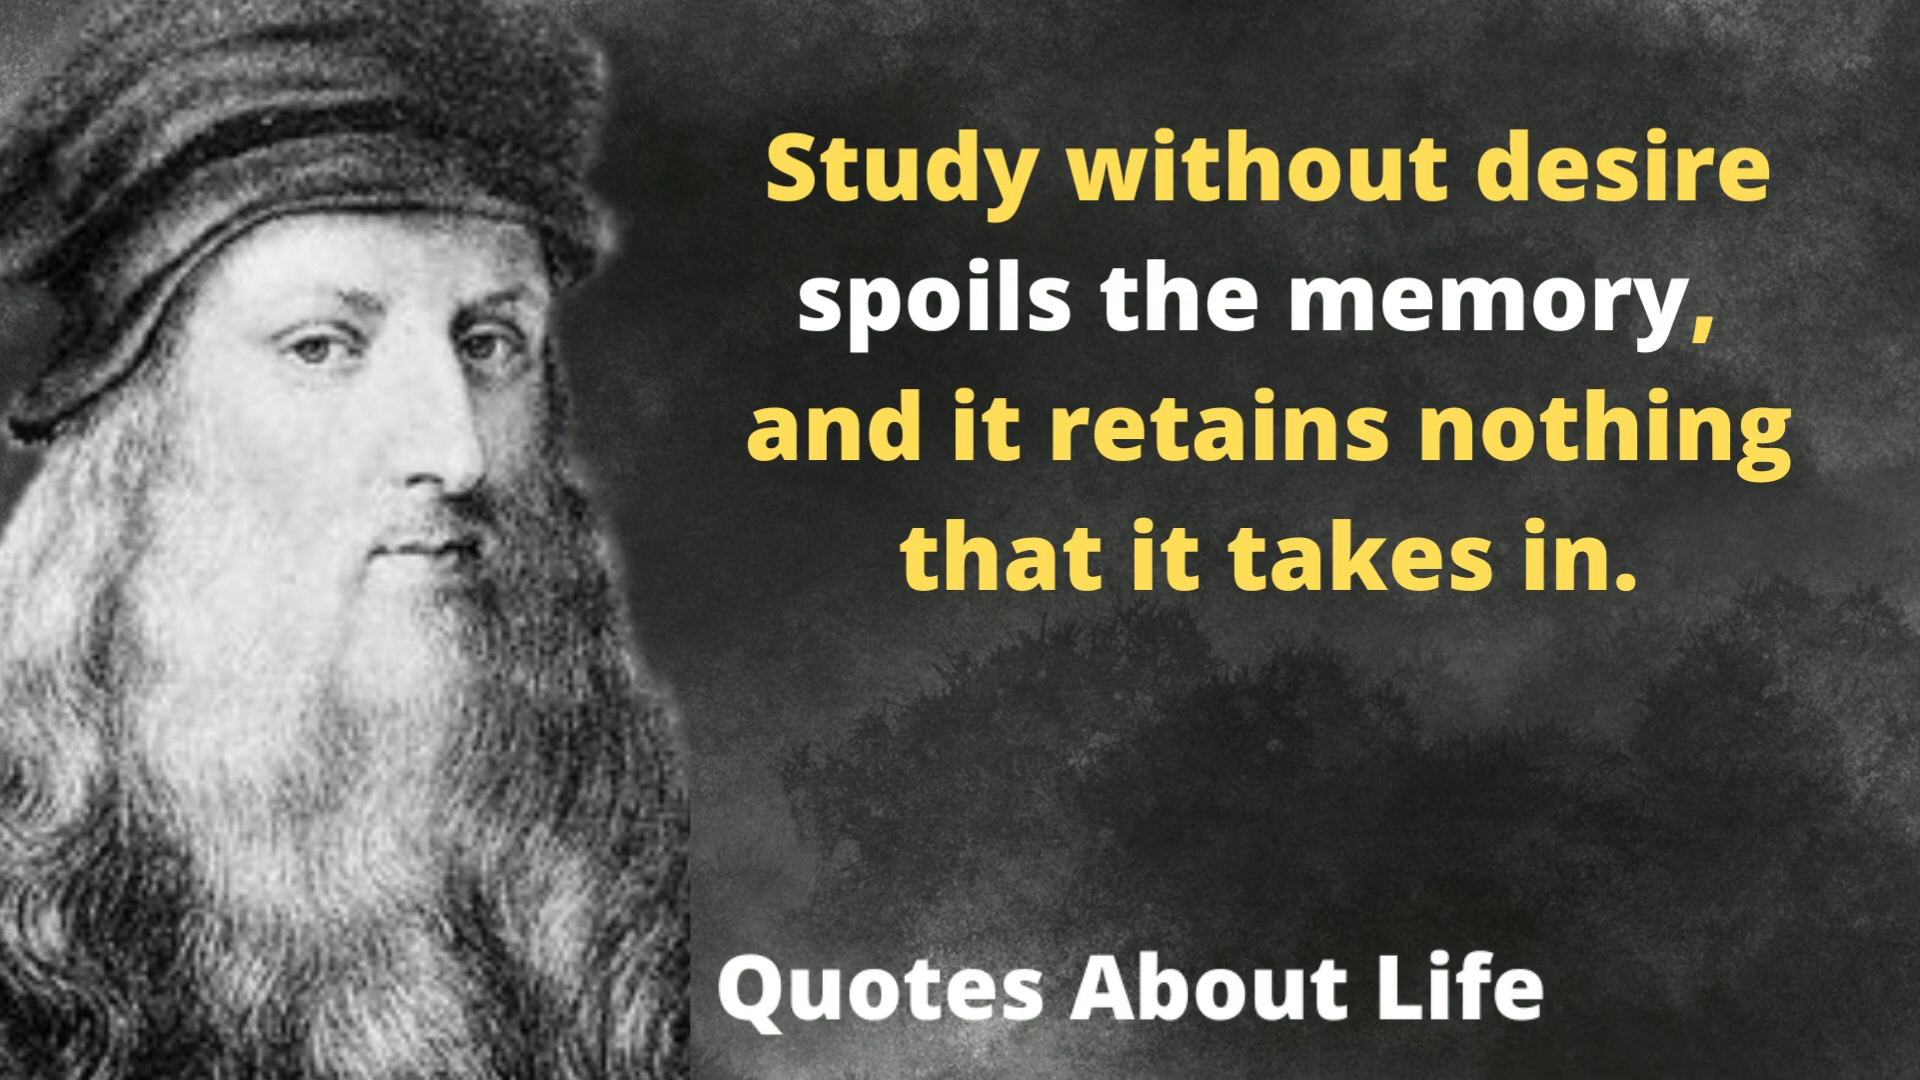 Study without desire
spoils the memory,
and it retains nothing
that it takes in.
Quotes About Life